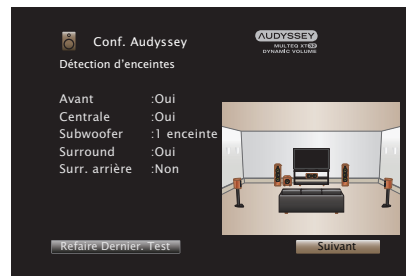 Conf. Audyssey
AUDYSSEY
MULTEQ XT32
DYNAMIC VOLUME
Détection d'enceintes
Avant :Oui
Centrale :Oui
Subwoofer :1 enceinte
Surround :Oui
Surr. arrière :Non
Refaire Dernier. Test
Suivant